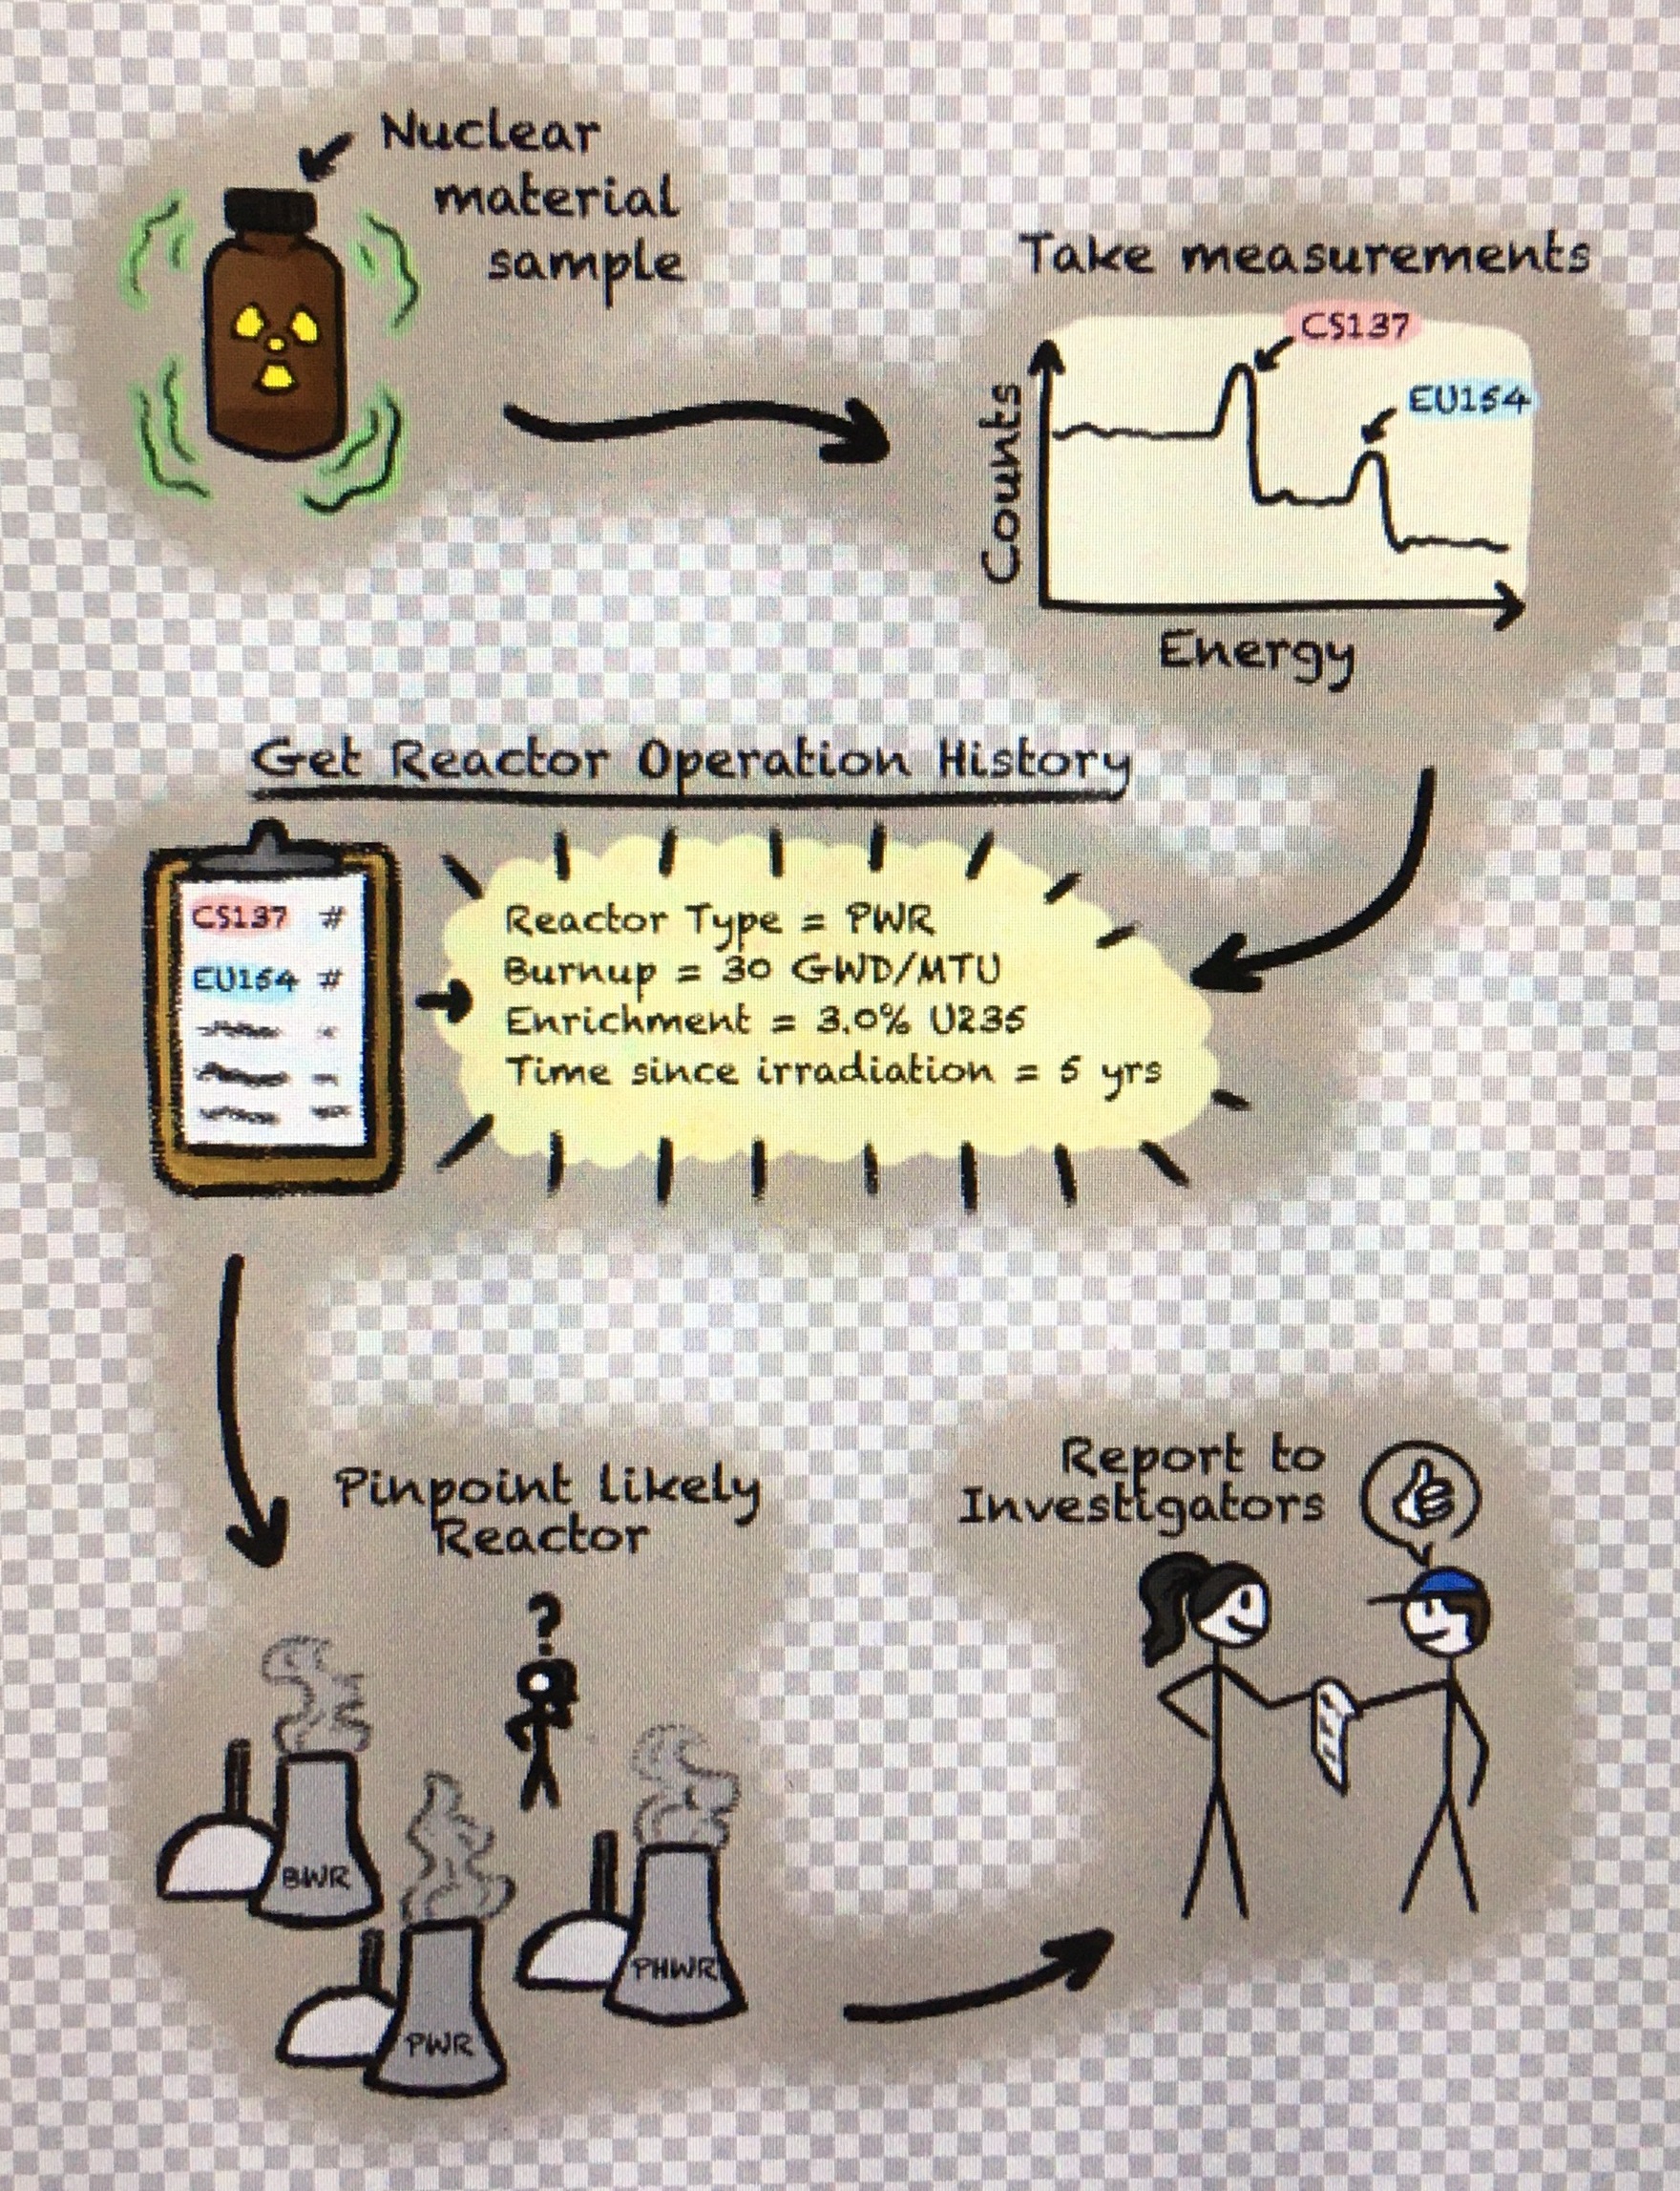 Nuclear
material
sample
Take measurements
CS137
EU154
Counts
Energy
Get Reactor Operation History
CS137 #
EU154 #
Reactor Type = PWR
Burnup = 30 GWD/MTU
Enrichment = 3.0% U235
Time since irradiation = 5 yrs
Pinpoint likely
Reactor
?
BWR
PWR
PHWR
Report to
Investigators